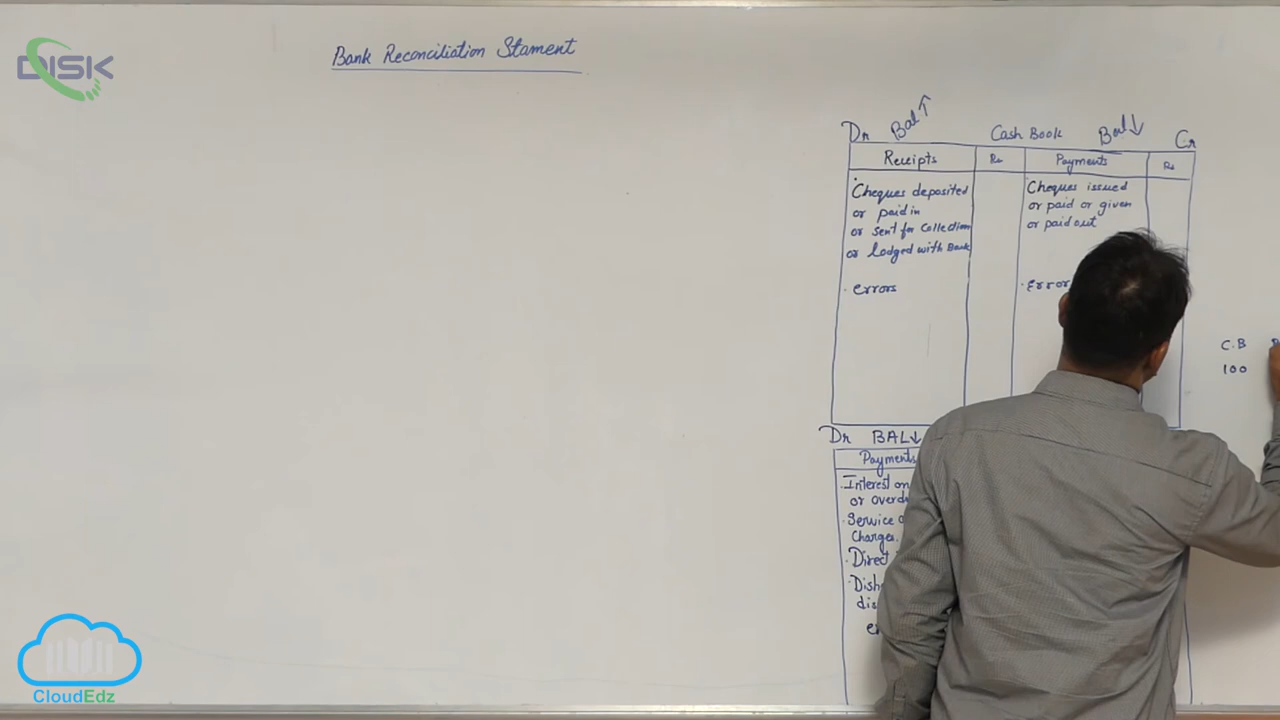 DISK
Bank Reconciliation Stament
Dr Bal↑ Cash Book Bal↓ Cr
Receipts Rs Payments Rs
Cheques deposited
or paid in
or sent for Collection
or lodged with Bank
· errors
Cheques issued
or paid or given
or paid out
· Error
C.B
100
Dr BAL↓
Payments
· Interest on
or overd
· Service
Charges.
· Direct
· Dish
dis
CloudEdz